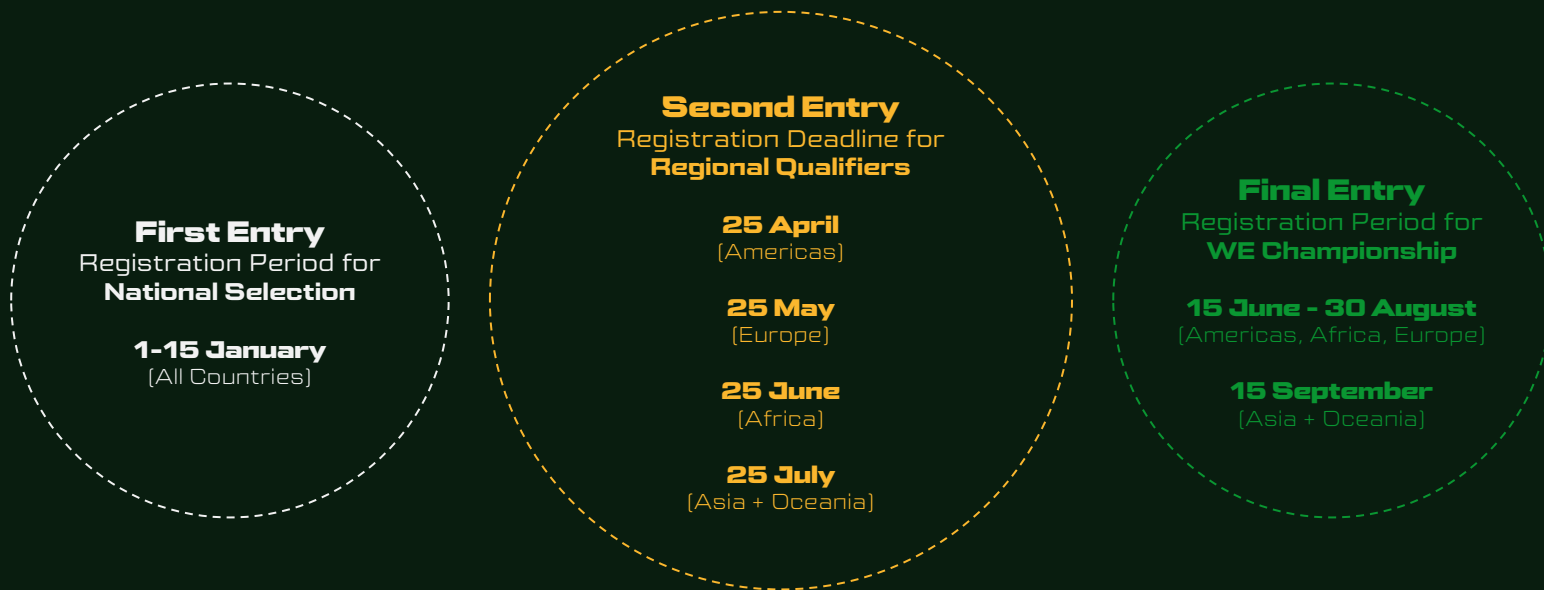 First Entry
Registration Period for
National Selection
1-15 January
(All Countries)
Second Entry
Registration Deadline for
Regional Qualifiers
25 April
(Americas)
25 May
(Europe)
25 June
(Africa)
25 July
(Asia + Oceania)
Final Entry
Registration Period for
WE Championship
15 June - 30 August
(Americas, Africa, Europe)
15 September
(Asia + Oceania)